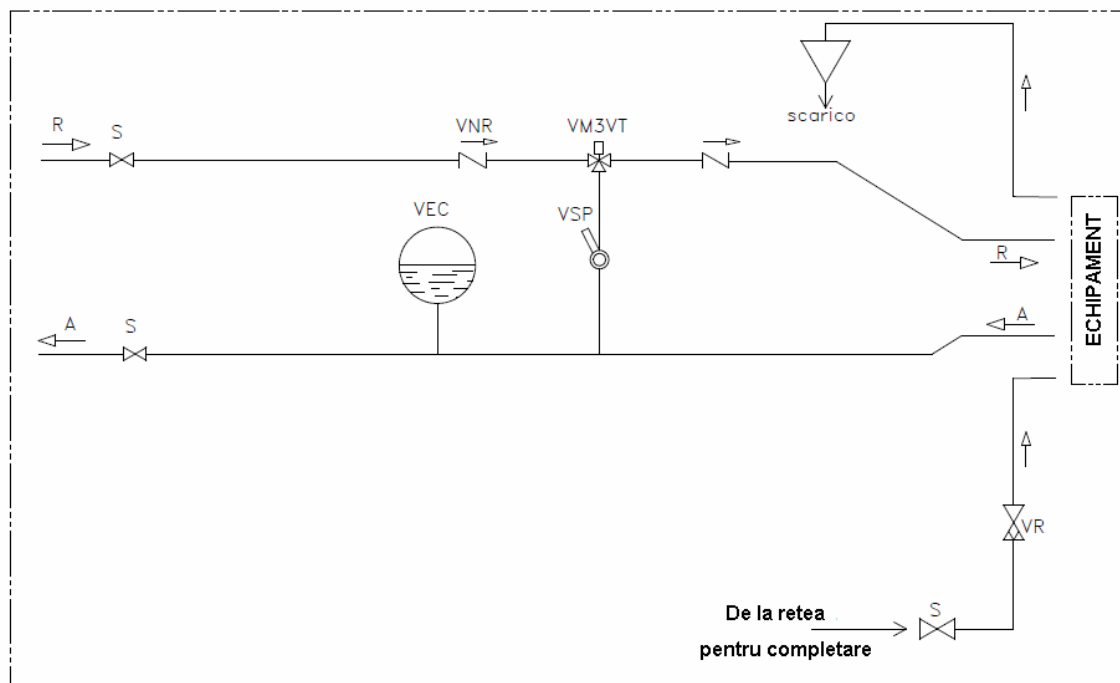 scarico
R
S
VNR
VM3VT
VEC
VSP
R
A
A
S
ECHIPAMENT
VR
De la retea
S
pentru completare